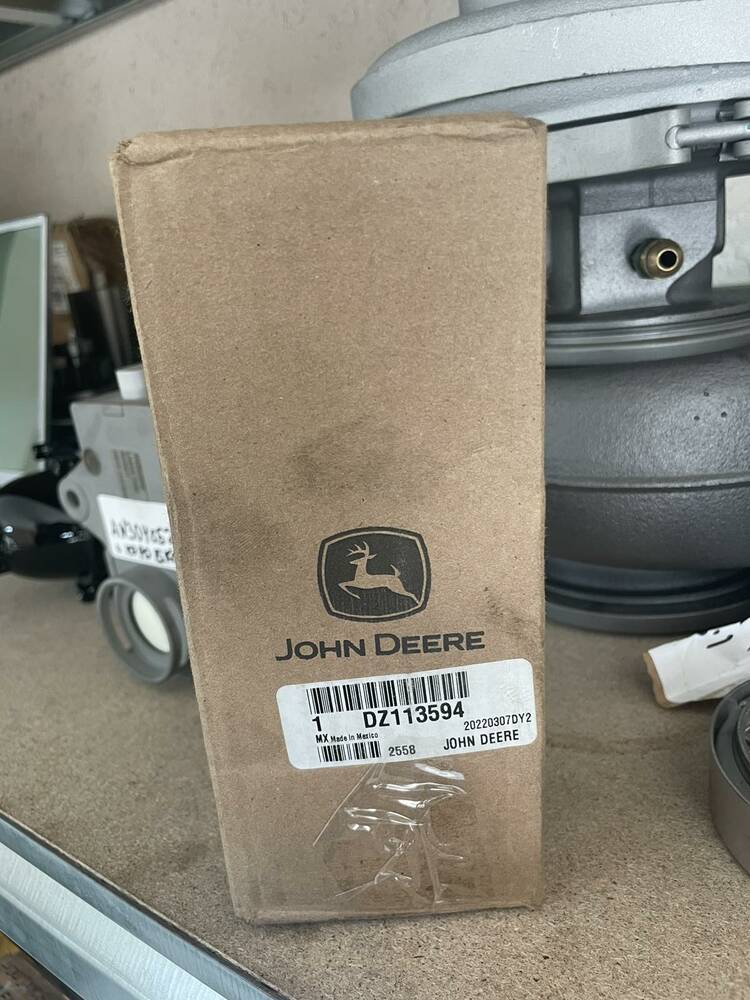 JOHN DEERE
1 DZ113594
MX Made in Mexico
20220307DY2
2558
JOHN DEERE